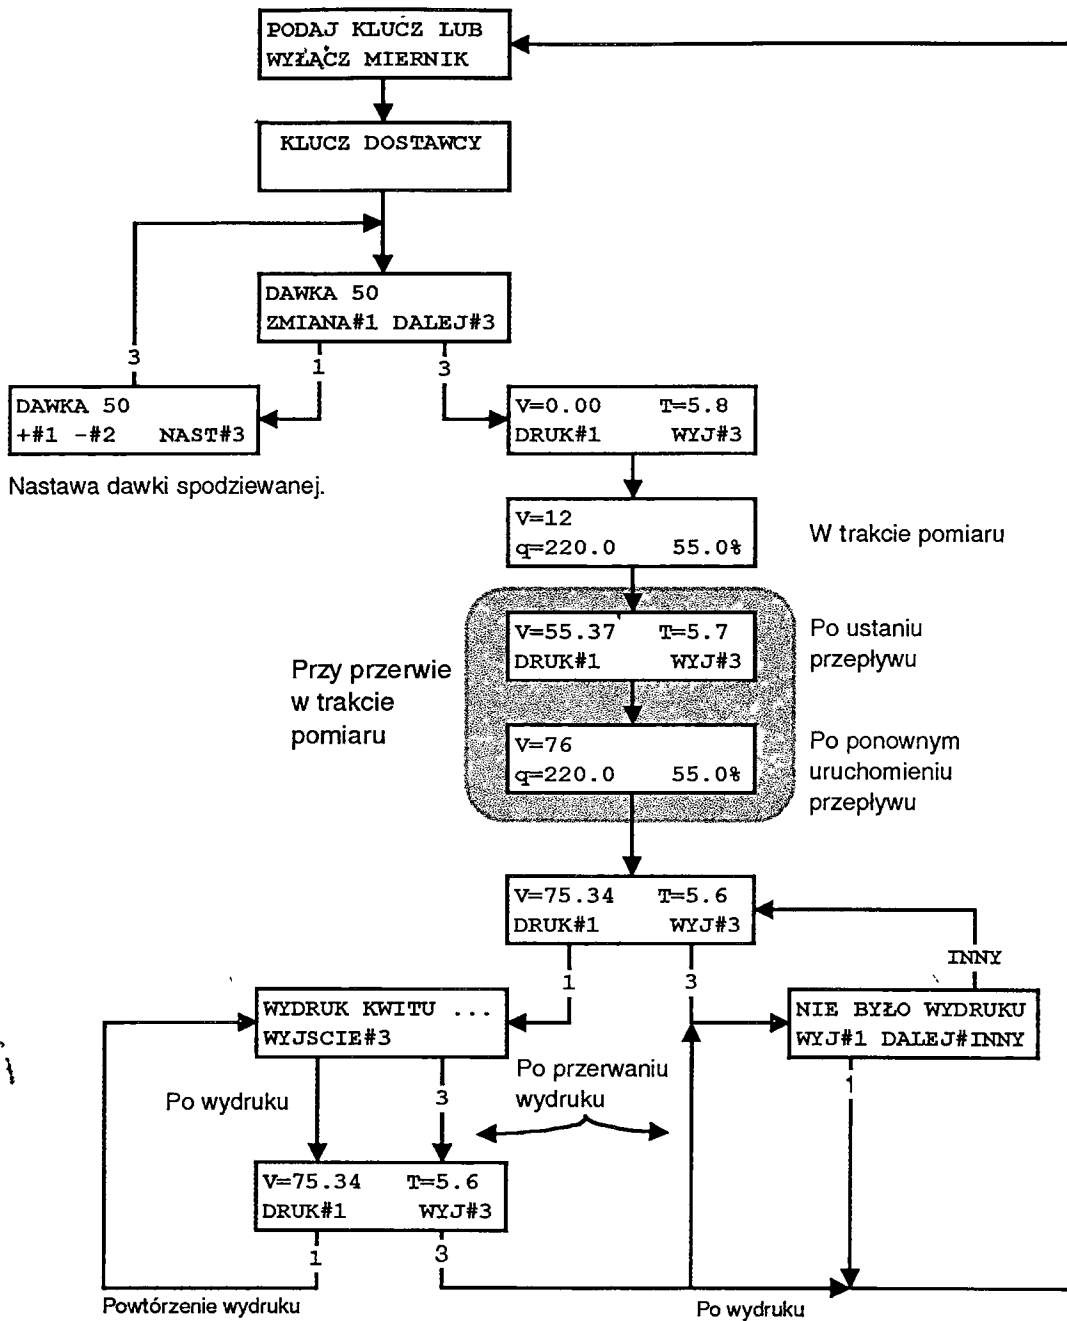 PODAJ KLUCZ LUB
WYŁĄCZ MIERNIK
KLUCZ DOSTAWCY
DAWKA 50
ZMIANA#1 DALEJ#3
3
1
3
DAWKA 50
+#1 -#2 NAST#3
Nastawa dawki spodziewanej.
V=0.00 T=5.8
DRUK#1 WYJ#3
V=12
q=220.0 55.0%
W trakcie pomiaru
Przy przerwie
w trakcie
pomiaru
V=55.37 T=5.7
DRUK#1 WYJ#3
Po ustaniu
przepływu
V=76
q=220.0 55.0%
Po ponownym
uruchomieniu
przepływu
V=75.34 T=5.6
DRUK#1 WYJ#3
1
3
INNY
WYDRUK KWITU ...
WYJSCIE#3
NIE BYŁO WYDRUKU
WYJ#1 DALEJ#INNY
Po wydruku
3
Po przerwaniu
wydruku
1
V=75.34 T=5.6
DRUK#1 WYJ#3
1
3
Powtórzenie wydruku
Po wydruku